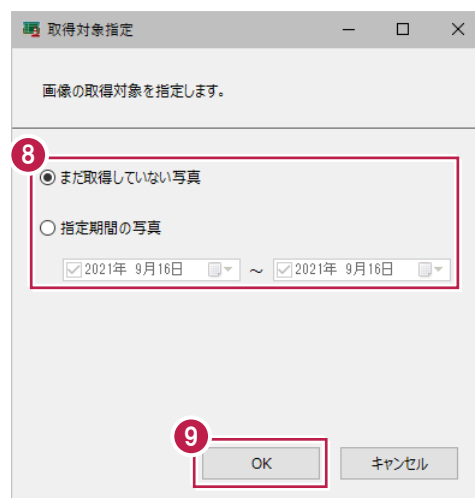 取得対象指定
画像の取得対象を指定します。
8
まだ取得していない写真
指定期間の写真
2021年 9月16日 ～ 2021年 9月16日
9
OK キャンセル